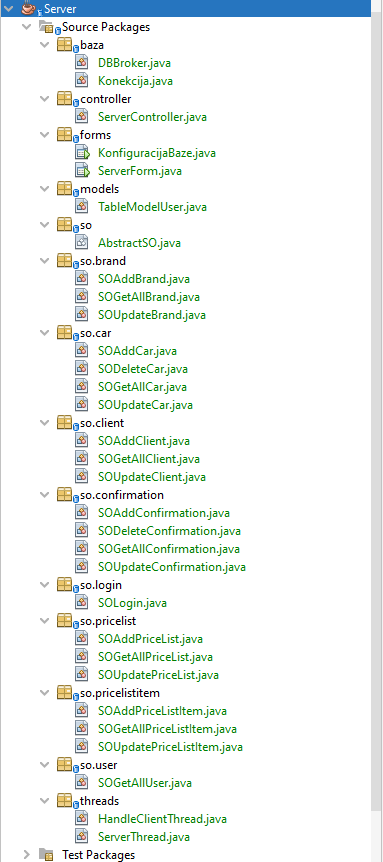 Server
Source Packages
baza
DBBroker.java
Konekcija.java
controller
ServerController.java
forms
KonfiguracijaBaze.java
ServerForm.java
models
TableModelUser.java
so
AbstractSO.java
so.brand
SOAddBrand.java
SOGetAllBrand.java
SOUpdateBrand.java
so.car
SOAddCar.java
SODeleteCar.java
SOGetAllCar.java
SOUpdateCar.java
so.client
SOAddClient.java
SOGetAllClient.java
SOUpdateClient.java
so.confirmation
SOAddConfirmation.java
SODeleteConfirmation.java
SOGetAllConfirmation.java
SOUpdateConfirmation.java
so.login
SOLogin.java
so.pricelist
SOAddPriceList.java
SOGetAllPriceList.java
SOUpdatePriceList.java
so.pricelistitem
SOAddPriceListItem.java
SOGetAllPriceListItem.java
SOUpdatePriceListItem.java
so.user
SOGetAllUser.java
threads
HandleClientThread.java
ServerThread.java
Test Packages